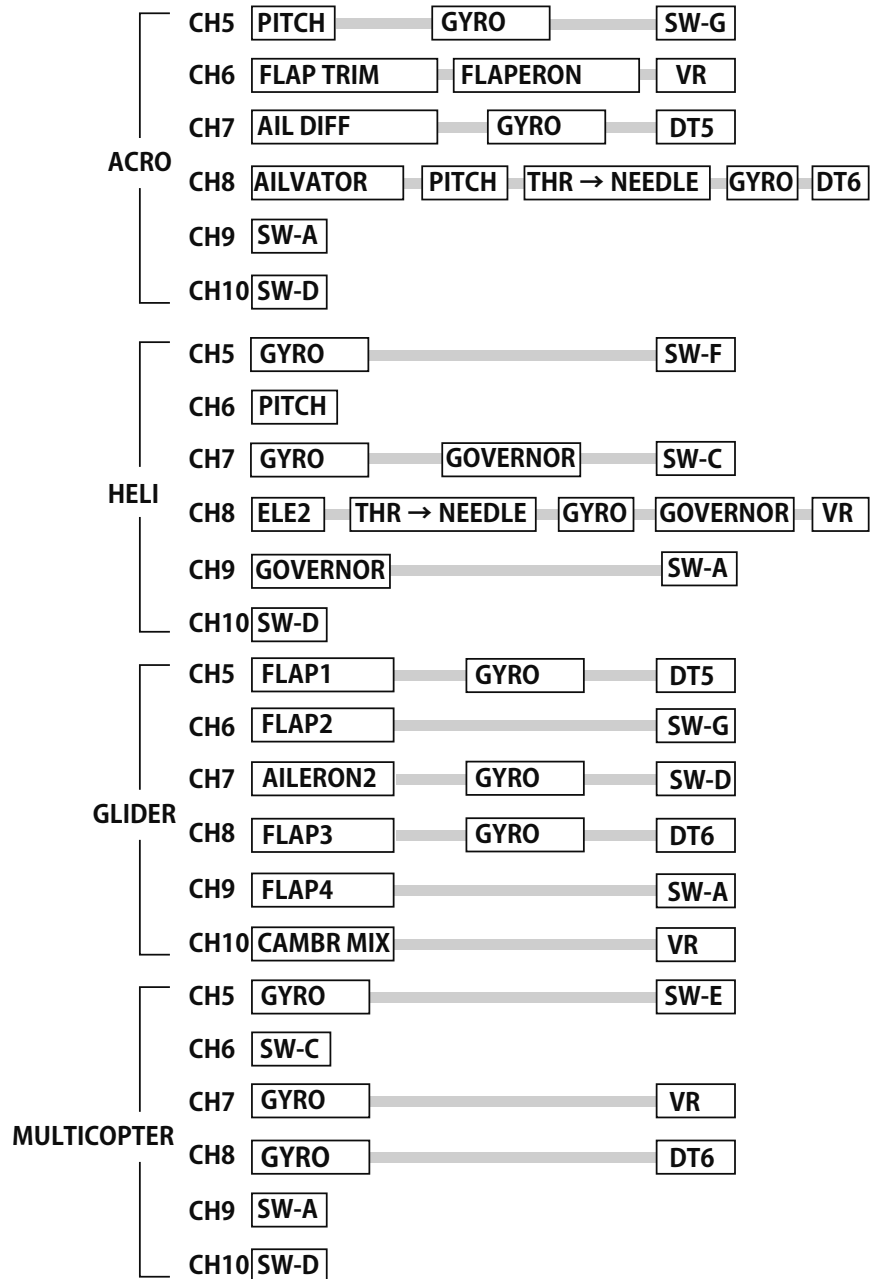 CH5 PITCH GYRO SW-G
CH6 FLAP TRIM FLAPERON VR
CH7 AIL DIFF GYRO DT5
ACRO
CH8 AILVATOR PITCH THR → NEEDLE GYRO DT6
CH9 SW-A
CH10 SW-D
CH5 GYRO SW-F
CH6 PITCH
CH7 GYRO GOVERNOR SW-C
HELI
CH8 ELE2 THR → NEEDLE GYRO GOVERNOR VR
CH9 GOVERNOR SW-A
CH10 SW-D
CH5 FLAP1 GYRO DT5
CH6 FLAP2 SW-G
CH7 AILERON2 GYRO SW-D
GLIDER
CH8 FLAP3 GYRO DT6
CH9 FLAP4 SW-A
CH10 CAMBR MIX VR
CH5 GYRO SW-E
CH6 SW-C
CH7 GYRO VR
MULTICOPTER
CH8 GYRO DT6
CH9 SW-A
CH10 SW-D